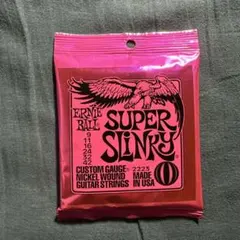 ERNIE BALL
SUPER
SLINKY
9
11
16
24
32
42
CUSTOM GAUGE
NICKEL WOUND
GUITAR STRINGS
2223
MADE IN
U.S.A